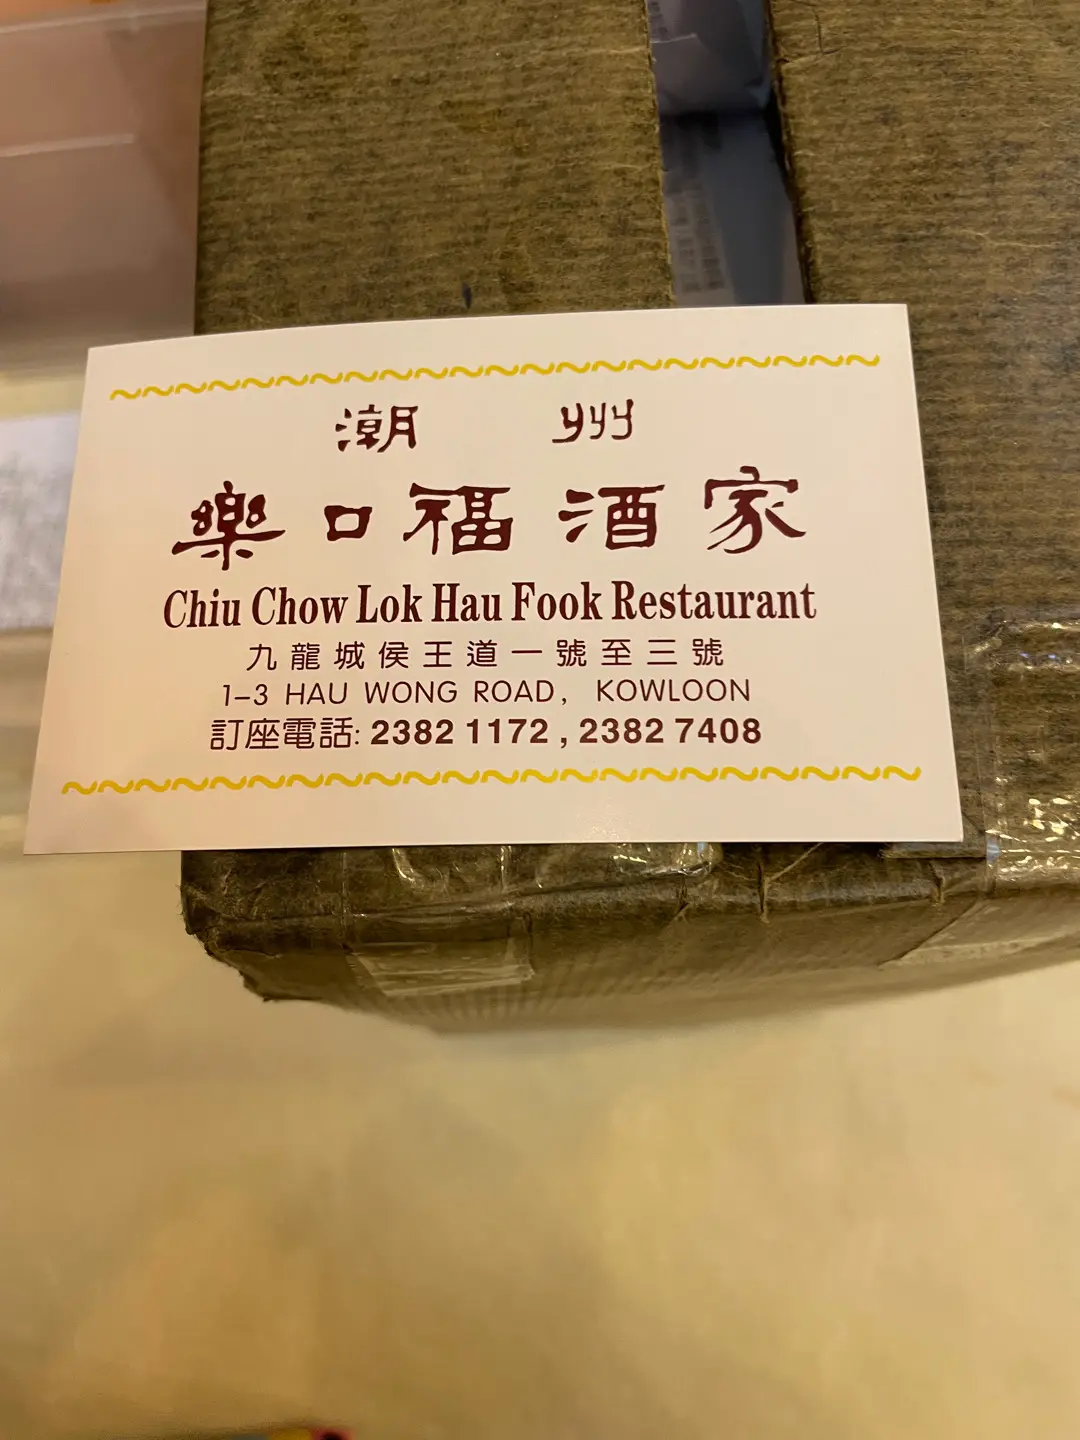 潮州
樂口福酒家
Chiu Chow Lok Hau Fook Restaurant
九龍城侯王道一號至三號
1-3 HAU WONG ROAD, KOWLOON
訂座電話: 2382 1172 , 2382 7408